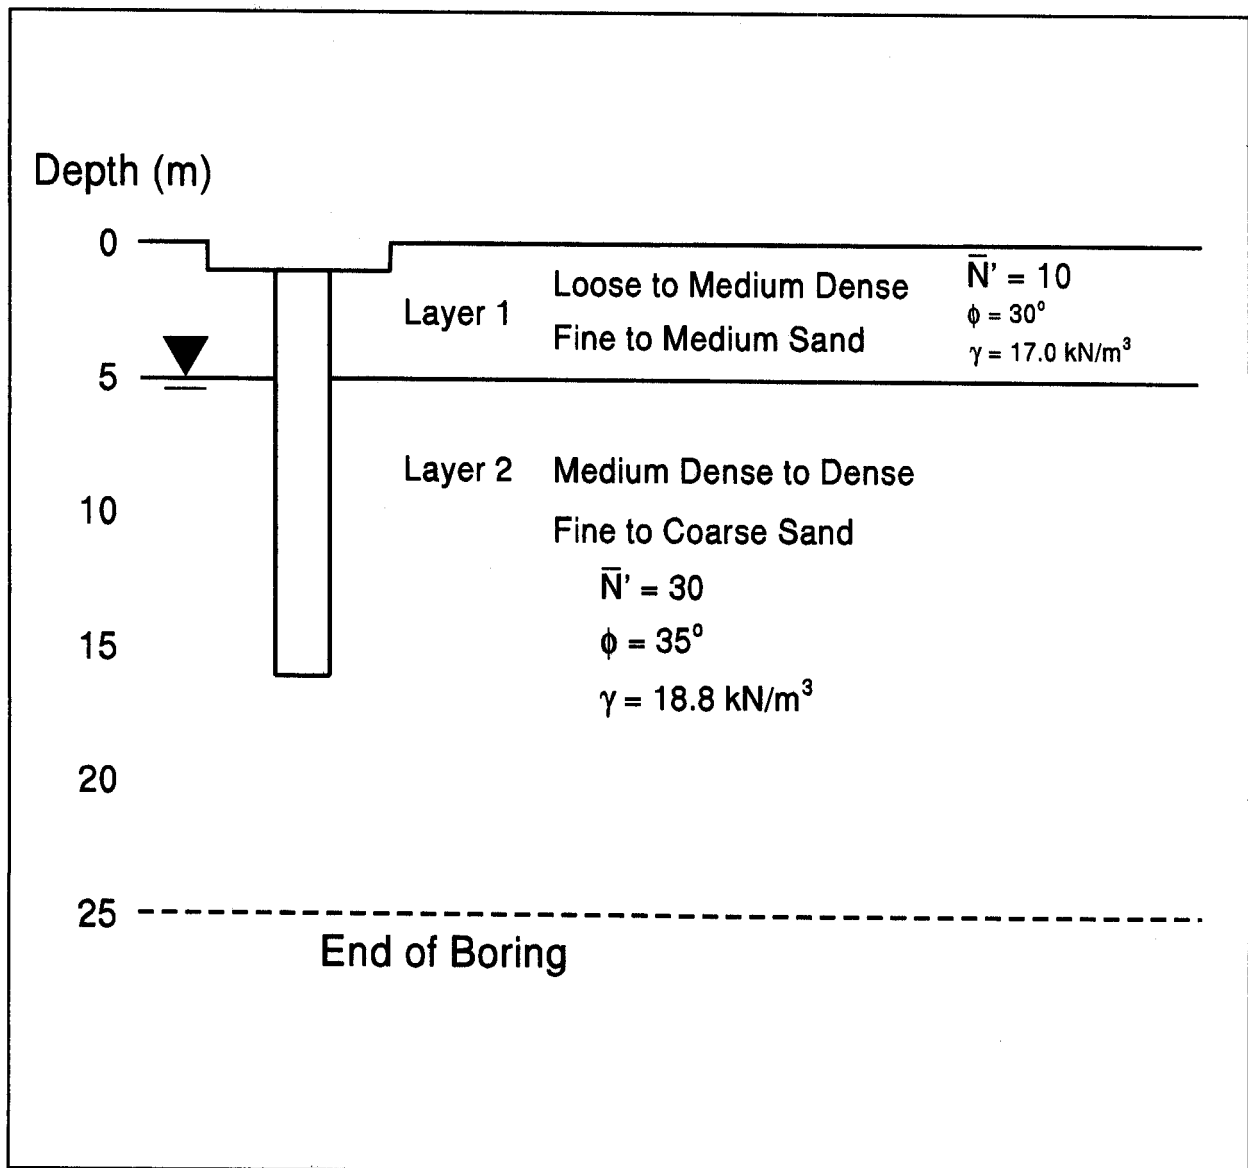 Depth (m)
0
Layer 1
Loose to Medium Dense
Fine to Medium Sand
N̅' = 10
ϕ = 30°
γ = 17.0 kN/m³
5
Layer 2
Medium Dense to Dense
Fine to Coarse Sand
N̅' = 30
ϕ = 35°
γ = 18.8 kN/m³
10
15
20
25
End of Boring